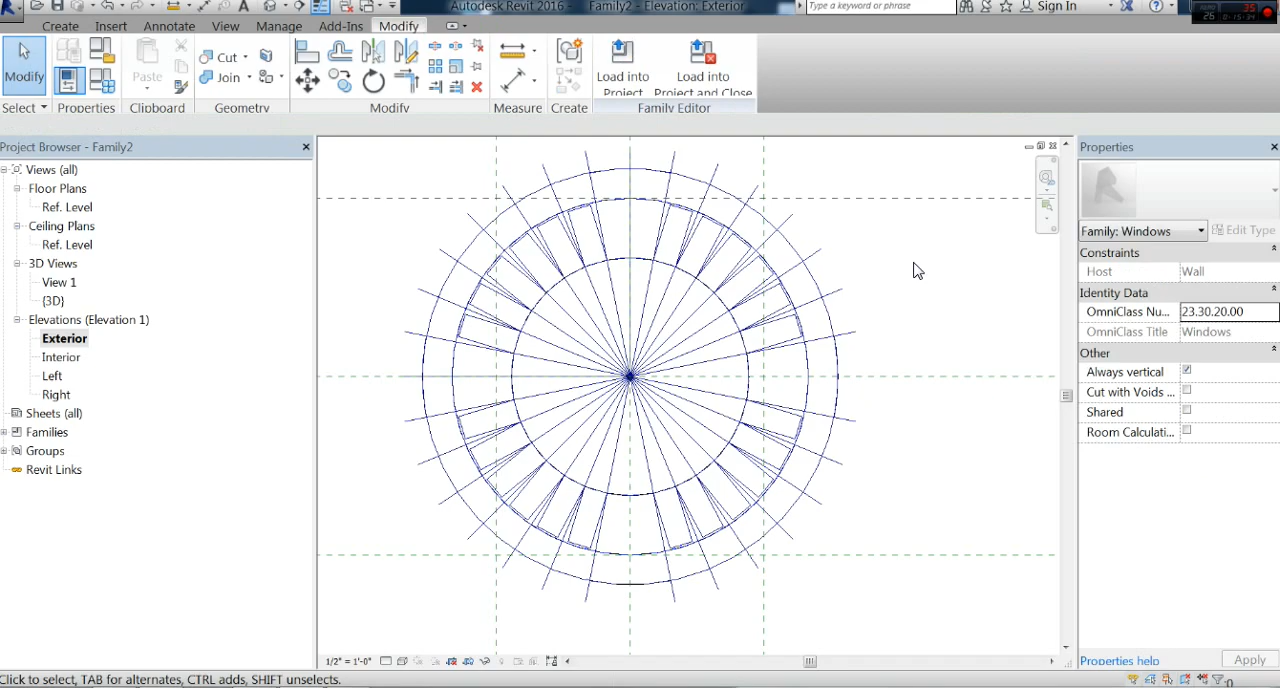 Autodesk Revit 2016 -    Family2 - Elevation: Exterior
Type a keyword or phrase
Sign In
Create Insert Annotate View Manage Add-Ins Modify
Modify
Paste
Cut
Join
Load into
Project
Load into
Project and Close
Select Properties Clipboard Geometry Modify Measure Create Family Editor
Project Browser - Family2
Views (all)
Floor Plans
Ref. Level
Ceiling Plans
Ref. Level
3D Views
View 1
{3D}
Elevations (Elevation 1)
Exterior
Interior
Left
Right
Sheets (all)
Families
Groups
Revit Links
Properties
Family: Windows
Edit Type
Constraints
Host Wall
Identity Data
OmniClass Nu... 23.30.20.00
OmniClass Title Windows
Other
Always vertical
Cut with Voids ...
Shared
Room Calculati...
Properties help
Apply
1/2" = 1'-0"
Click to select, TAB for alternates, CTRL adds, SHIFT unselects.
:0